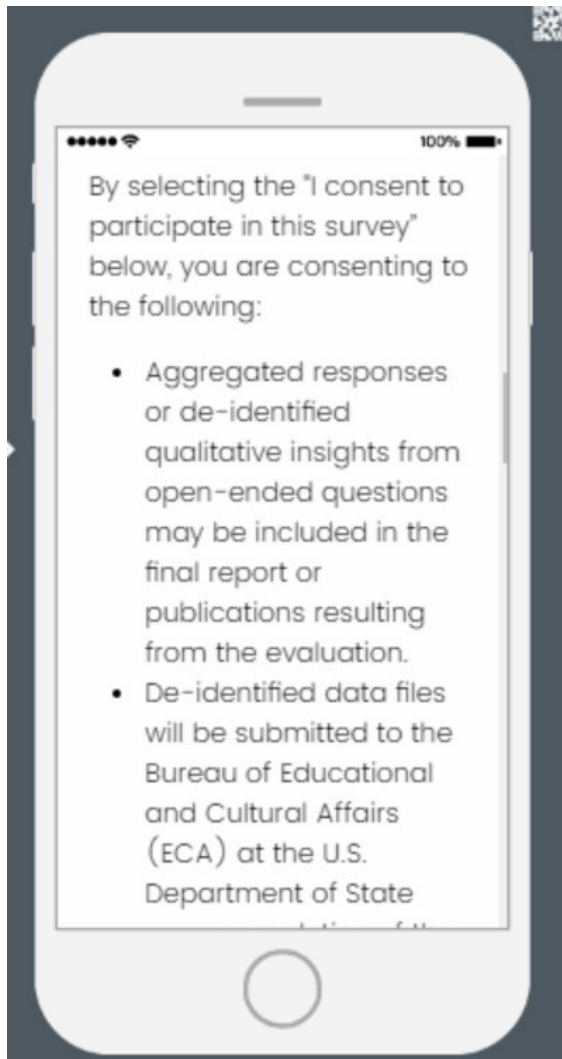 100%
By selecting the "I consent to
participate in this survey"
below, you are consenting to
the following:
• Aggregated responses
or de-identified
qualitative insights from
open-ended questions
may be included in the
final report or
publications resulting
from the evaluation.
• De-identified data files
will be submitted to the
Bureau of Educational
and Cultural Affairs
(ECA) at the U.S.
Department of State